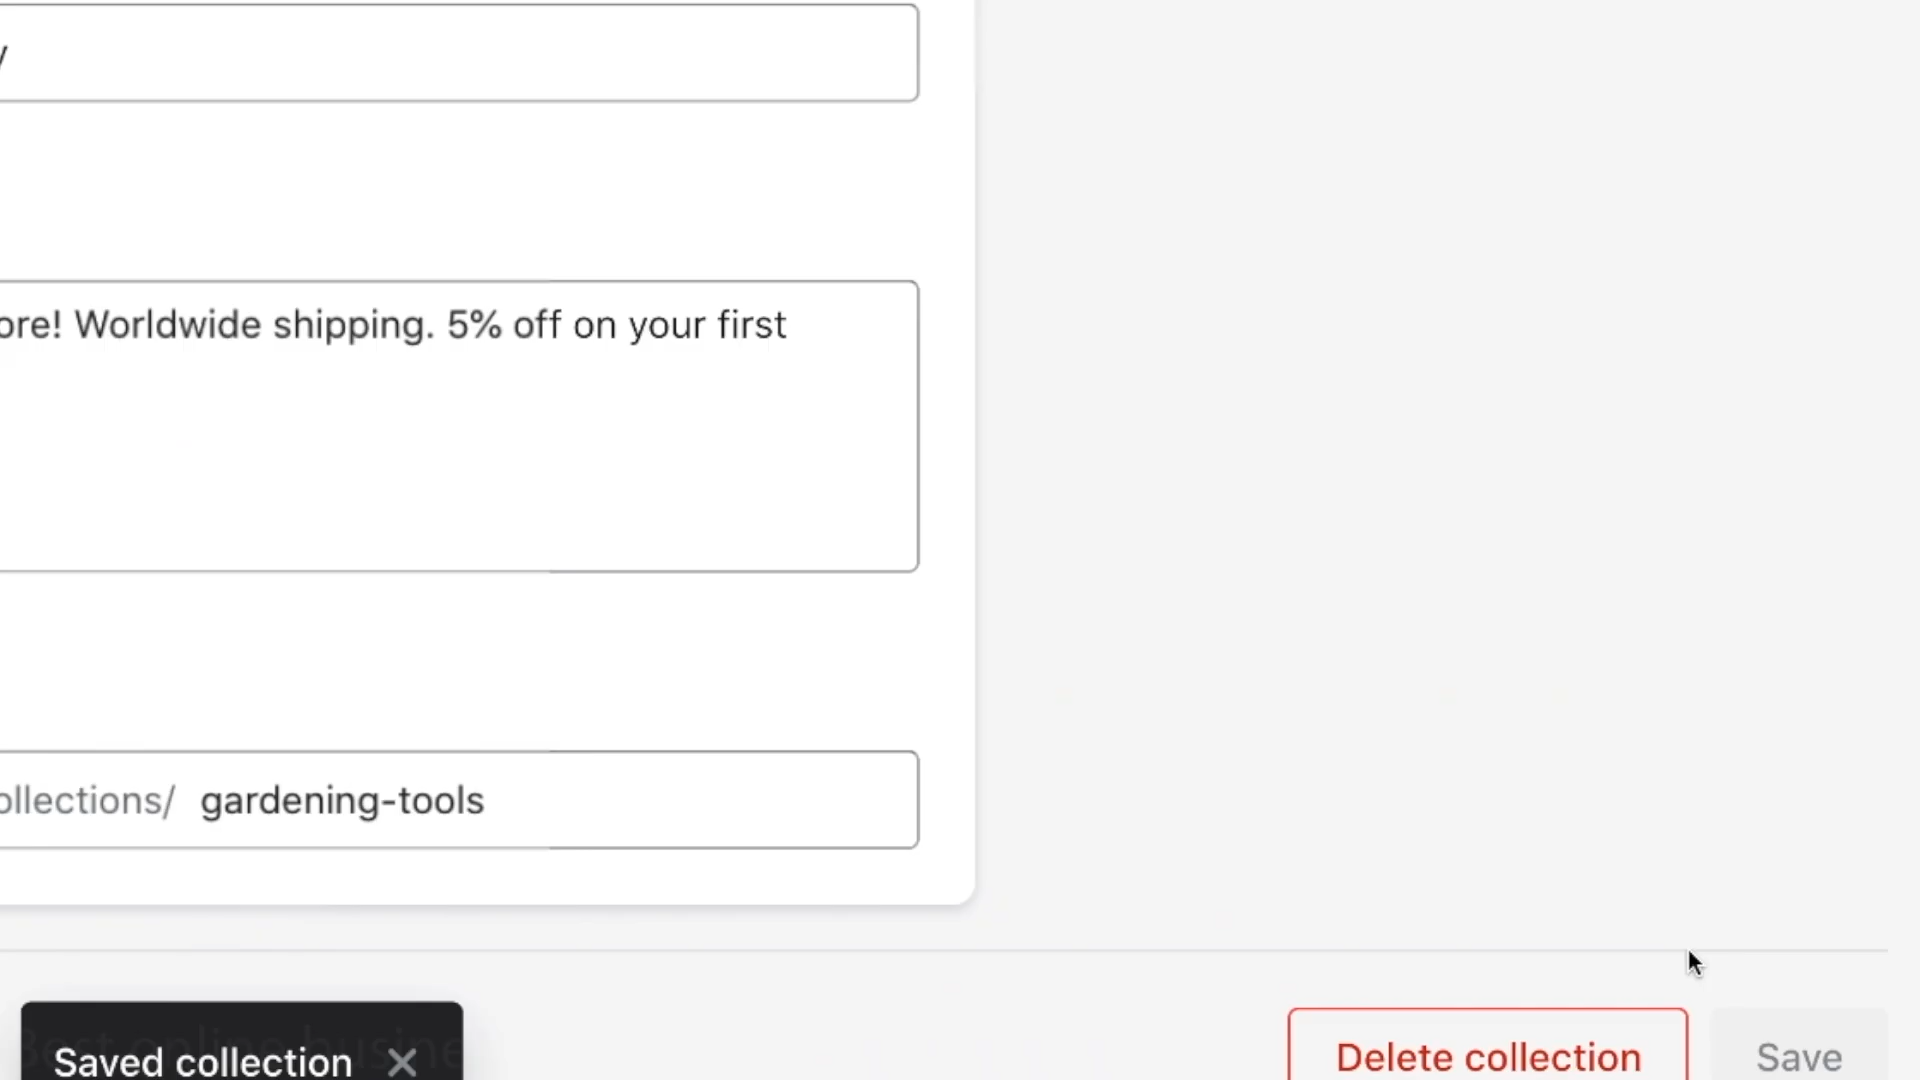 y
ore! Worldwide shipping. 5% off on your first
ollections/ gardening-tools
Saved collection
Delete collection
Save